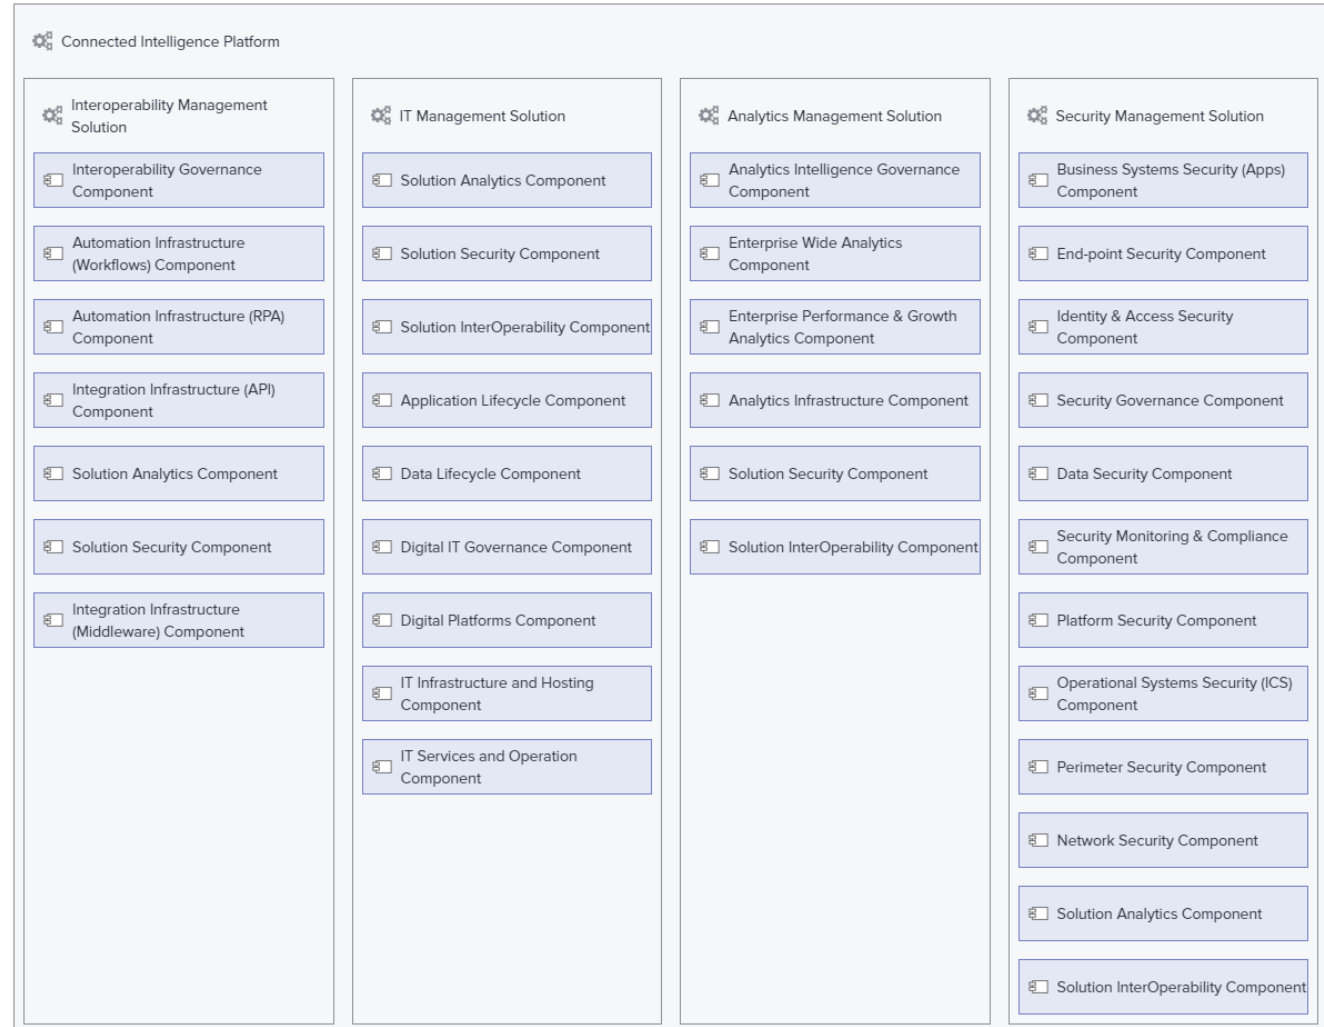 Connected Intelligence Platform
Interoperability Management
Solution
Interoperability Governance
Component
Automation Infrastructure
(Workflows) Component
Automation Infrastructure (RPA)
Component
Integration Infrastructure (API)
Component
Solution Analytics Component
Solution Security Component
Integration Infrastructure
(Middleware) Component
IT Management Solution
Solution Analytics Component
Solution Security Component
Solution InterOperability Component
Application Lifecycle Component
Data Lifecycle Component
Digital IT Governance Component
Digital Platforms Component
IT Infrastructure and Hosting
Component
IT Services and Operation
Component
Analytics Management Solution
Analytics Intelligence Governance
Component
Enterprise Wide Analytics
Component
Enterprise Performance & Growth
Analytics Component
Analytics Infrastructure Component
Solution Security Component
Solution InterOperability Component
Security Management Solution
Business Systems Security (Apps)
Component
End-point Security Component
Identity & Access Security
Component
Security Governance Component
Data Security Component
Security Monitoring & Compliance
Component
Platform Security Component
Operational Systems Security (ICS)
Component
Perimeter Security Component
Network Security Component
Solution Analytics Component
Solution InterOperability Component